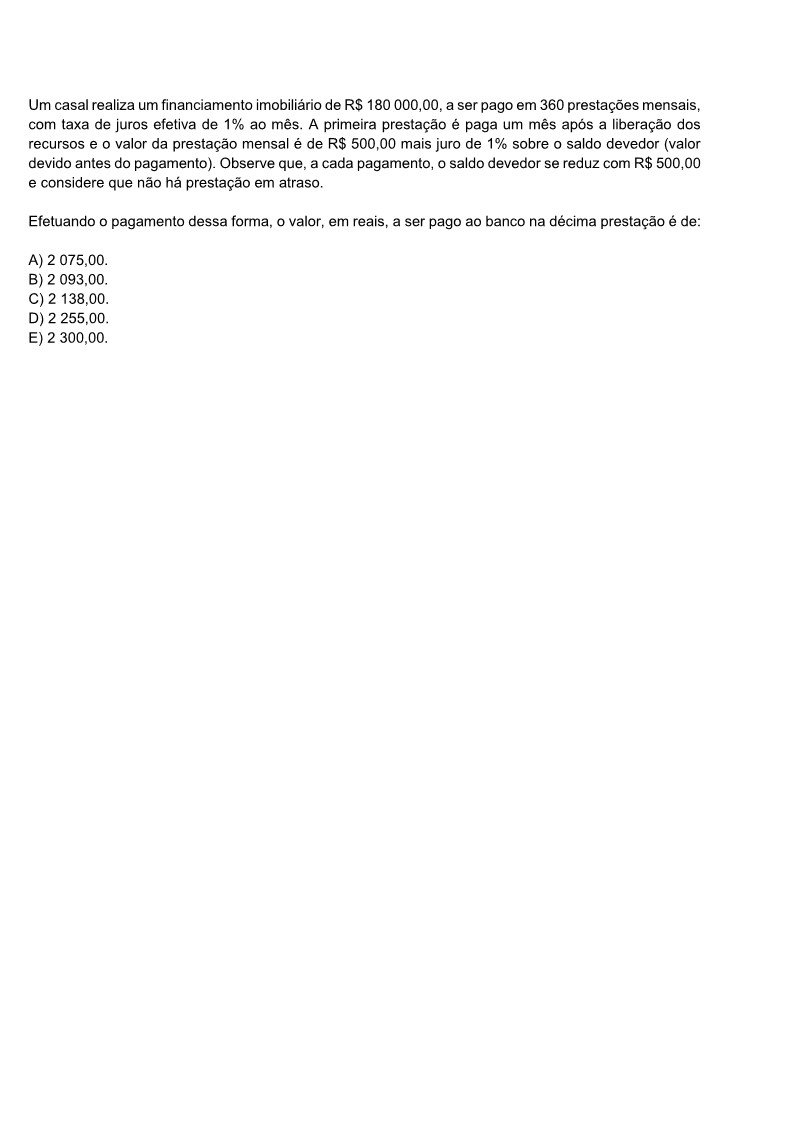 Um casal realiza um financiamento imobiliário de R$ 180 000,00, a ser pago em 360 prestações mensais,
com taxa de juros efetiva de 1% ao mês. A primeira prestação é paga um mês após a liberação dos
recursos e o valor da prestação mensal é de R$ 500,00 mais juro de 1% sobre o saldo devedor (valor
devido antes do pagamento). Observe que, a cada pagamento, o saldo devedor se reduz com R$ 500,00
e considere que não há prestação em atraso.
Efetuando o pagamento dessa forma, o valor, em reais, a ser pago ao banco na décima prestação é de:
A) 2 075,00.
B) 2 093,00.
C) 2 138,00.
D) 2 255,00.
E) 2 300,00.